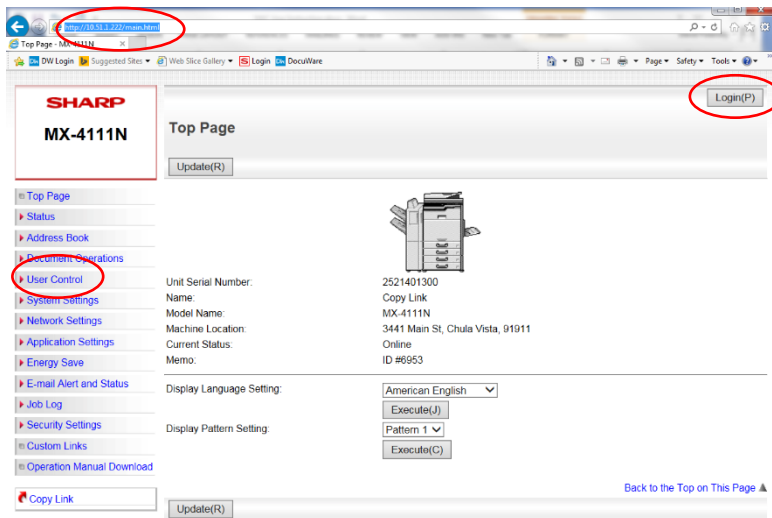 http://10.51.1.222/main.html
Top Page - MX-4111N
DW Login Suggested Sites Web Slice Gallery Login DocuWare Page Safety Tools
SHARP
MX-4111N
Login(P)
Top Page
Update(R)
Top Page
Status
Address Book
Document Operations
User Control
System Settings
Network Settings
Application Settings
Energy Save
E-mail Alert and Status
Job Log
Security Settings
Custom Links
Operation Manual Download
Copy Link
Unit Serial Number: 2521401300
Name: Copy Link
Model Name: MX-4111N
Machine Location: 3441 Main St, Chula Vista, 91911
Current Status: Online
Memo: ID #6953
Display Language Setting: American English
Execute(J)
Display Pattern Setting: Pattern 1
Execute(C)
Back to the Top on This Page
Update(R)